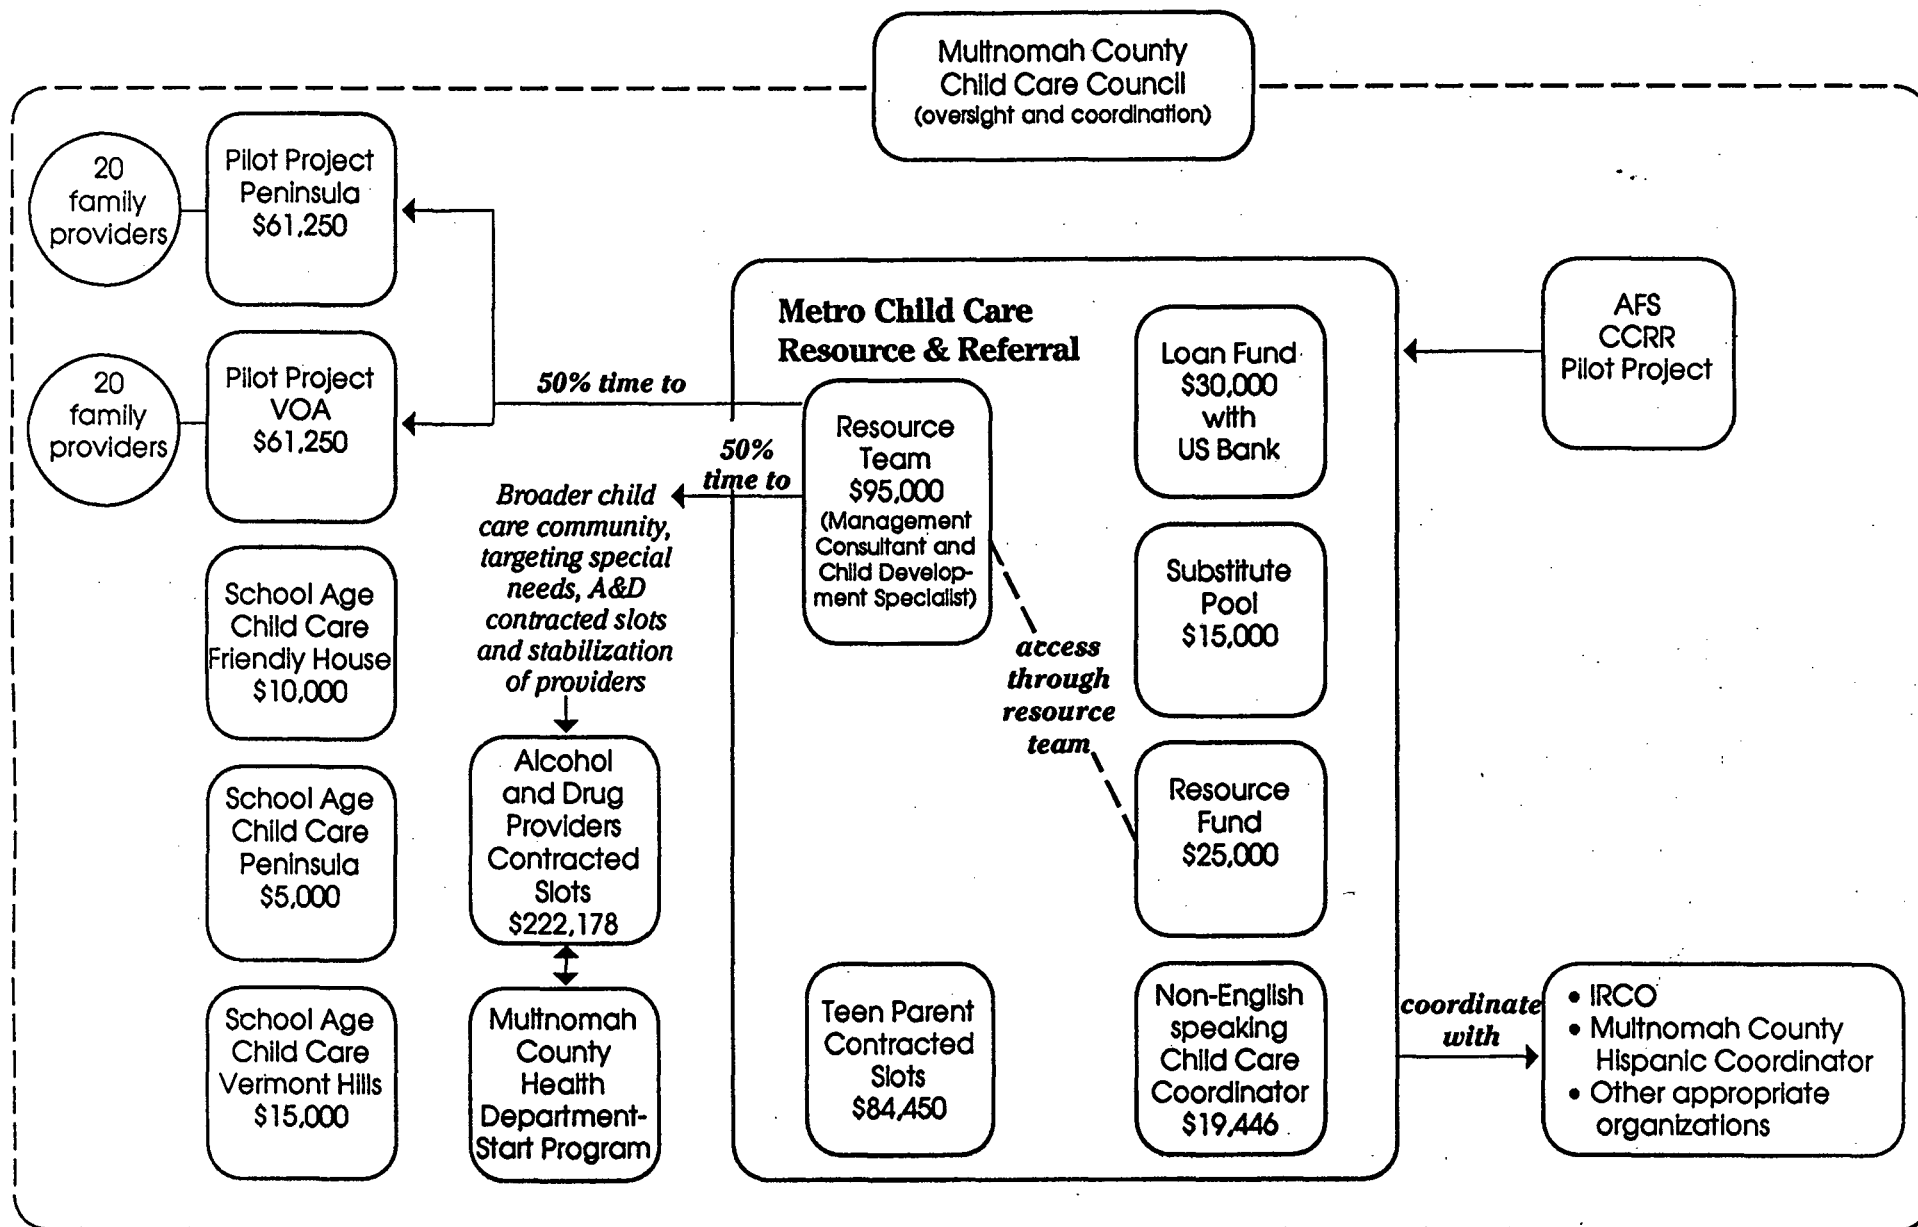 Multnomah County
Child Care Council
(oversight and coordination)
20
family
providers
Pilot Project
Peninsula
$61,250
20
family
providers
Pilot Project
VOA
$61,250
School Age
Child Care
Friendly House
$10,000
School Age
Child Care
Peninsula
$5,000
School Age
Child Care
Vermont Hills
$15,000
50% time to
50%
time to
Broader child
care community,
targeting special
needs, A&D
contracted slots
and stabilization
of providers
Alcohol
and Drug
Providers
Contracted
Slots
$222,178
Multnomah
County
Health
Department-
Start Program
Metro Child Care
Resource & Referral
Resource
Team
$95,000
(Management
Consultant and
Child Develop-
ment Specialist)
access
through
resource
team
Loan Fund
$30,000
with
US Bank
Substitute
Pool
$15,000
Resource
Fund
$25,000
Teen Parent
Contracted
Slots
$84,450
Non-English
speaking
Child Care
Coordinator
$19,446
AFS
CCRR
Pilot Project
coordinate
with
• IRCO
• Multnomah County
Hispanic Coordinator
• Other appropriate
organizations